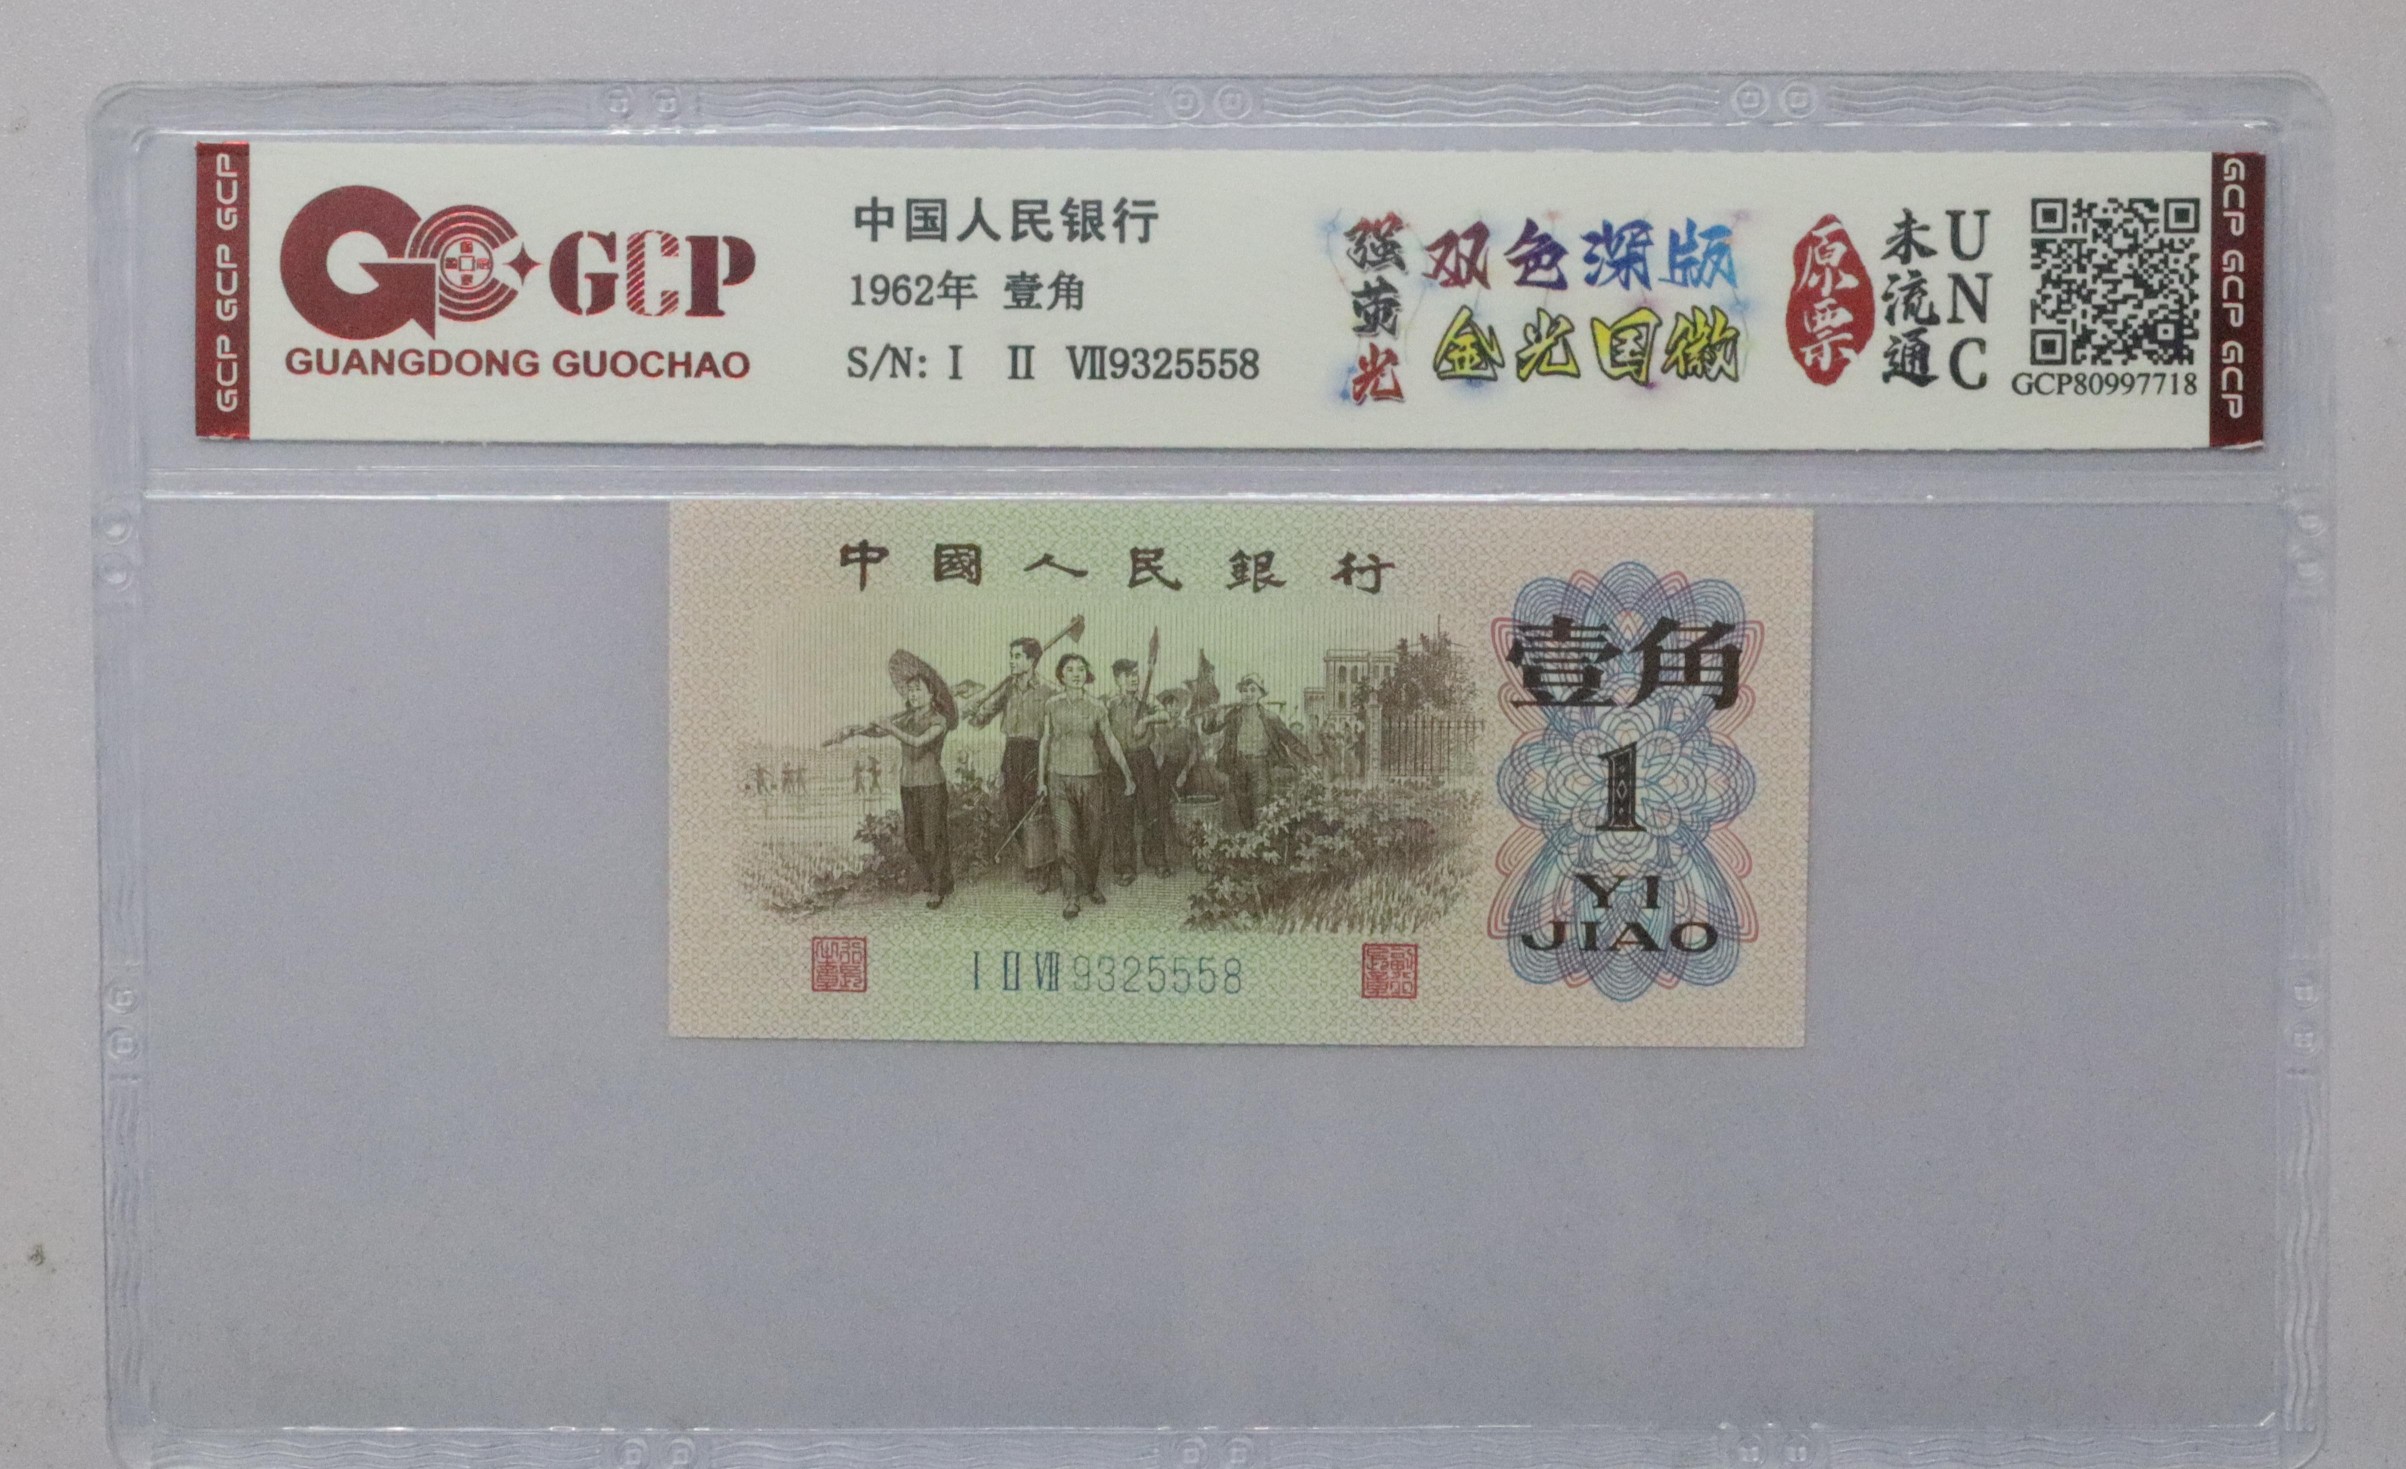 GCP GCP GCP
GCP
GUANGDONG GUOCHAO
中国人民银行
1962年 壹角
S/N: Ⅰ Ⅱ Ⅶ9325558
强荧光
双色深版
金光国徽
原票
未流通
UNC
GCP80997718
GCP GCP GCP
中國人民銀行
壹角
1
YI
JIAO
Ⅰ Ⅱ Ⅶ 9325558